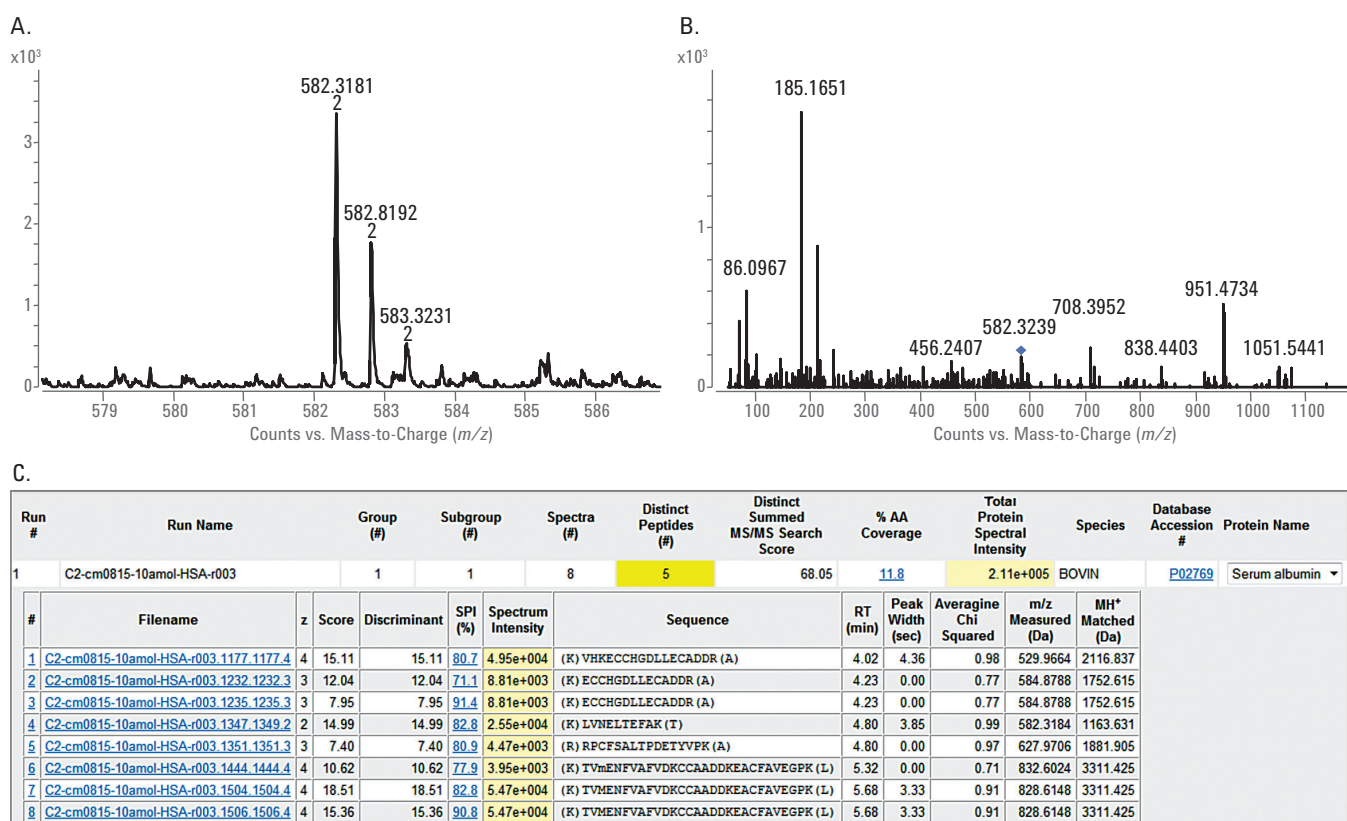 A.
x10³
3
2
1
0
582.3181
2
582.8192
2
583.3231
2
579 580 581 582 583 584 585 586
Counts vs. Mass-to-Charge (m/z)
B.
x10³
1
0
185.1651
86.0967
456.2407
582.3239
708.3952
838.4403
951.4734
1051.5441
100 200 300 400 500 600 700 800 900 1000 1100
Counts vs. Mass-to-Charge (m/z)
C.
Run # Run Name Group (#) Subgroup (#) Spectra (#) Distinct Peptides (#) Distinct Summed MS/MS Search Score % AA Coverage Total Protein Spectral Intensity Species Database Accession # Protein Name
1 C2-cm0815-10amol-HSA-r003 1 1 8 5 68.05 11.8 2.11e+005 BOVIN P02769 Serum albumin
# Filename z Score Discriminant SPI (%) Spectrum Intensity Sequence RT (min) Peak Width (sec) Averagine Chi Squared m/z Measured (Da) MH⁺ Matched (Da)
1 C2-cm0815-10amol-HSA-r003.1177.1177.4 4 15.11 15.11 80.7 4.95e+004 (K)VHKECCHGDLLECADDR(A) 4.02 4.36 0.98 529.9664 2116.837
2 C2-cm0815-10amol-HSA-r003.1232.1232.3 3 12.04 12.04 71.1 8.81e+003 (K)ECCHGDLLECADDR(A) 4.23 0.00 0.77 584.8788 1752.615
3 C2-cm0815-10amol-HSA-r003.1235.1235.3 3 7.95 7.95 91.4 8.81e+003 (K)ECCHGDLLECADDR(A) 4.23 0.00 0.77 584.8788 1752.615
4 C2-cm0815-10amol-HSA-r003.1347.1349.2 2 14.99 14.99 82.8 2.55e+004 (K)LVNELTEFAK(T) 4.80 3.85 0.99 582.3184 1163.631
5 C2-cm0815-10amol-HSA-r003.1351.1351.3 3 7.40 7.40 80.9 4.47e+003 (R)RPCFSALTPDETYVPK(A) 4.80 0.00 0.97 627.9706 1881.905
6 C2-cm0815-10amol-HSA-r003.1444.1444.4 4 10.62 10.62 77.9 3.95e+003 (K)TVmENFVAFVDKCCAADDKEACFAVEGPK(L) 5.32 0.00 0.71 832.6024 3311.425
7 C2-cm0815-10amol-HSA-r003.1504.1504.4 4 18.51 18.51 82.8 5.47e+004 (K)TVMENFVAFVDKCCAADDKEACFAVEGPK(L) 5.68 3.33 0.91 828.6148 3311.425
8 C2-cm0815-10amol-HSA-r003.1506.1506.4 4 15.36 15.36 90.8 5.47e+004 (K)TVMENFVAFVDKCCAADDKEACFAVEGPK(L) 5.68 3.33 0.91 828.6148 3311.425